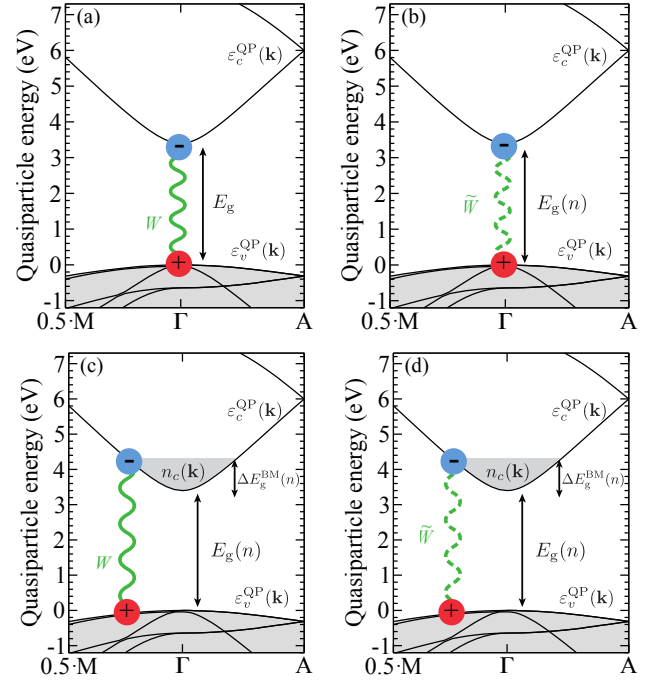 (a)
Quasiparticle energy (eV)
7
6
5
4
3
2
1
0
-1
ε_c^QP(k)
-
W
E_g
ε_v^QP(k)
+
0.5·M
Γ
A
(b)
Quasiparticle energy (eV)
7
6
5
4
3
2
1
0
-1
ε_c^QP(k)
-
W̃
E_g(n)
ε_v^QP(k)
+
0.5·M
Γ
A
(c)
Quasiparticle energy (eV)
7
6
5
4
3
2
1
0
-1
ε_c^QP(k)
-
n_c(k)
ΔE_g^BM(n)
W
E_g(n)
ε_v^QP(k)
+
0.5·M
Γ
A
(d)
Quasiparticle energy (eV)
7
6
5
4
3
2
1
0
-1
ε_c^QP(k)
-
n_c(k)
ΔE_g^BM(n)
W̃
E_g(n)
ε_v^QP(k)
+
0.5·M
Γ
A